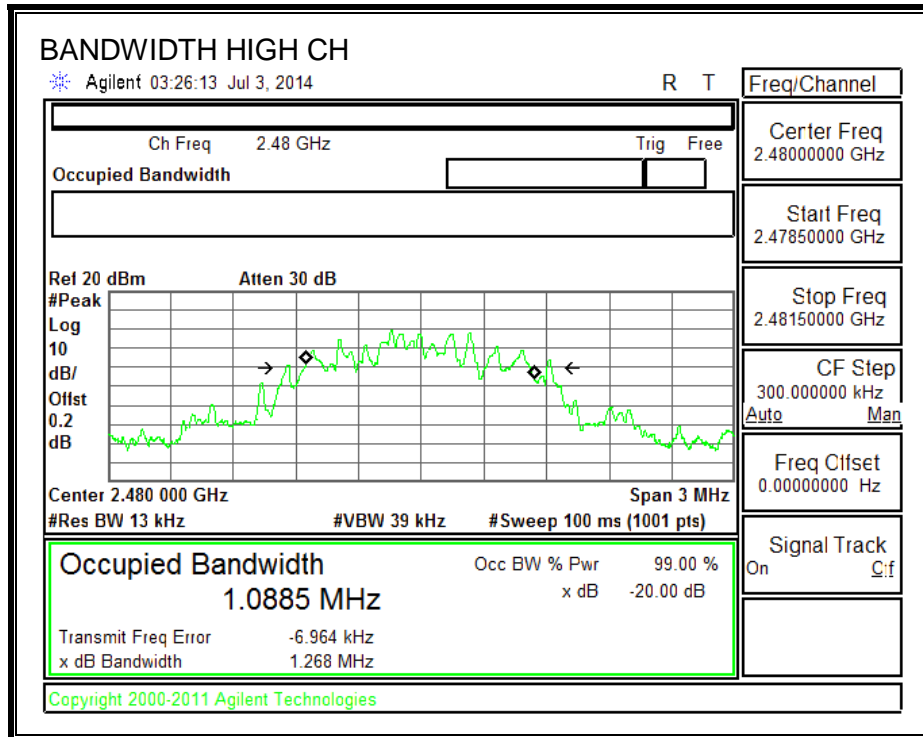 BANDWIDTH HIGH CH
Agilent 03:26:13 Jul 3, 2014 R T
Freq/Channel
Ch Freq 2.48 GHz Trig Free
Occupied Bandwidth
Center Freq
2.48000000 GHz
Start Freq
2.47850000 GHz
Stop Freq
2.48150000 GHz
CF Step
300.000000 kHz
Auto Man
Freq Offset
0.00000000 Hz
Signal Track
On Off
Ref 20 dBm Atten 30 dB
#Peak
Log
10
dB/
Offst
0.2
dB
Center 2.480 000 GHz Span 3 MHz
#Res BW 13 kHz #VBW 39 kHz #Sweep 100 ms (1001 pts)
Occupied Bandwidth Occ BW % Pwr 99.00 %
1.0885 MHz x dB -20.00 dB
Transmit Freq Error -6.964 kHz
x dB Bandwidth 1.268 MHz
Copyright 2000-2011 Agilent Technologies